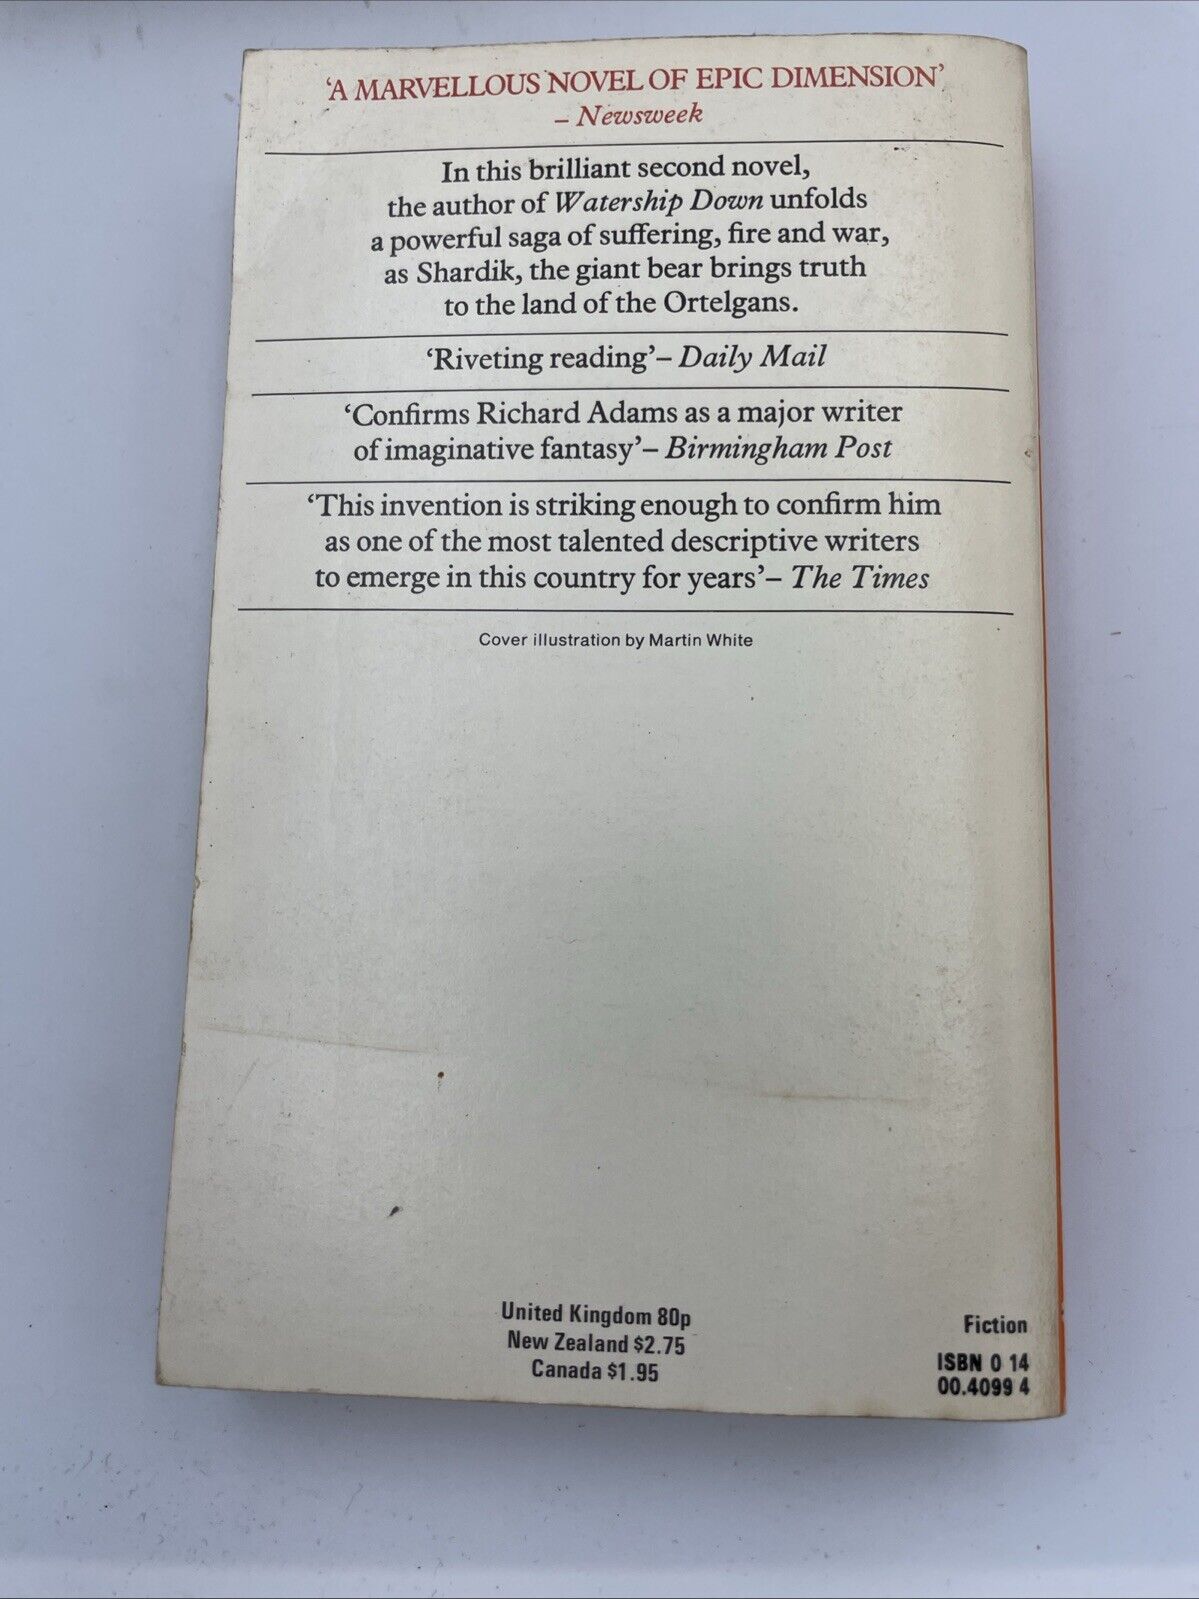 ‘A MARVELLOUS NOVEL OF EPIC DIMENSION’
– Newsweek
In this brilliant second novel,
the author of Watership Down unfolds
a powerful saga of suffering, fire and war,
as Shardik, the giant bear brings truth
to the land of the Ortelgans.
‘Riveting reading’– Daily Mail
‘Confirms Richard Adams as a major writer
of imaginative fantasy’– Birmingham Post
‘This invention is striking enough to confirm him
as one of the most talented descriptive writers
to emerge in this country for years’– The Times
Cover illustration by Martin White
United Kingdom 80p
New Zealand $2.75
Canada $1.95
Fiction
ISBN 0 14
00.4099 4